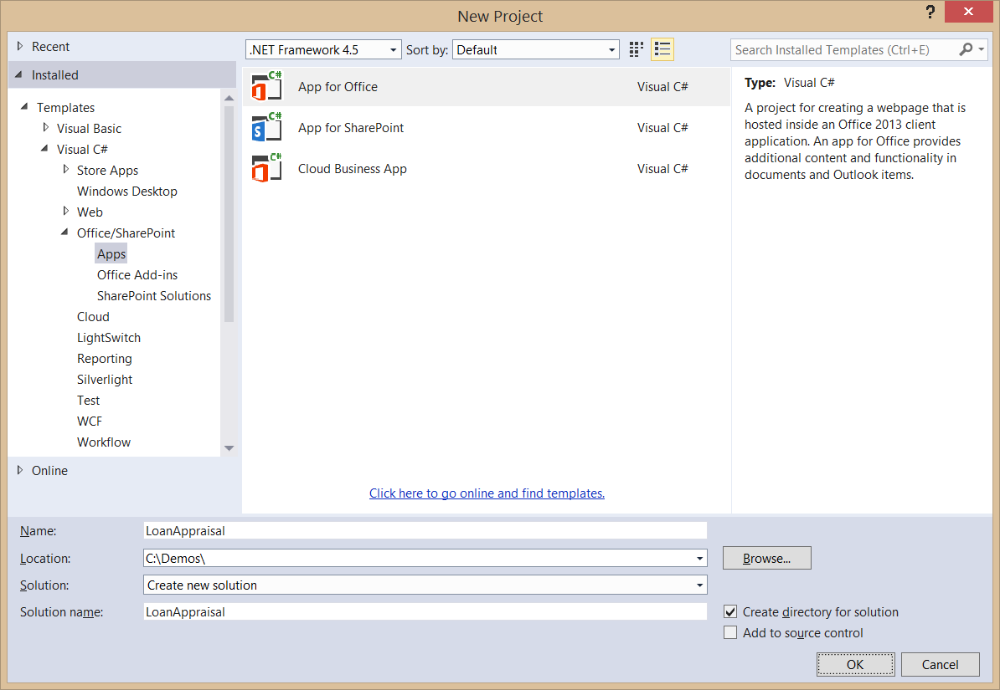 New Project
?
Recent
Installed
Templates
Visual Basic
Visual C#
Store Apps
Windows Desktop
Web
Office/SharePoint
Apps
Office Add-ins
SharePoint Solutions
Cloud
LightSwitch
Reporting
Silverlight
Test
WCF
Workflow
Online
.NET Framework 4.5 Sort by: Default
Search Installed Templates (Ctrl+E)
C# App for Office Visual C#
C# App for SharePoint Visual C#
C# Cloud Business App Visual C#
Click here to go online and find templates.
Type: Visual C#
A project for creating a webpage that is
hosted inside an Office 2013 client
application. An app for Office provides
additional content and functionality in
documents and Outlook items.
Name: LoanAppraisal
Location: C:\Demos\ Browse...
Solution: Create new solution
Solution name: LoanAppraisal
Create directory for solution
Add to source control
OK Cancel